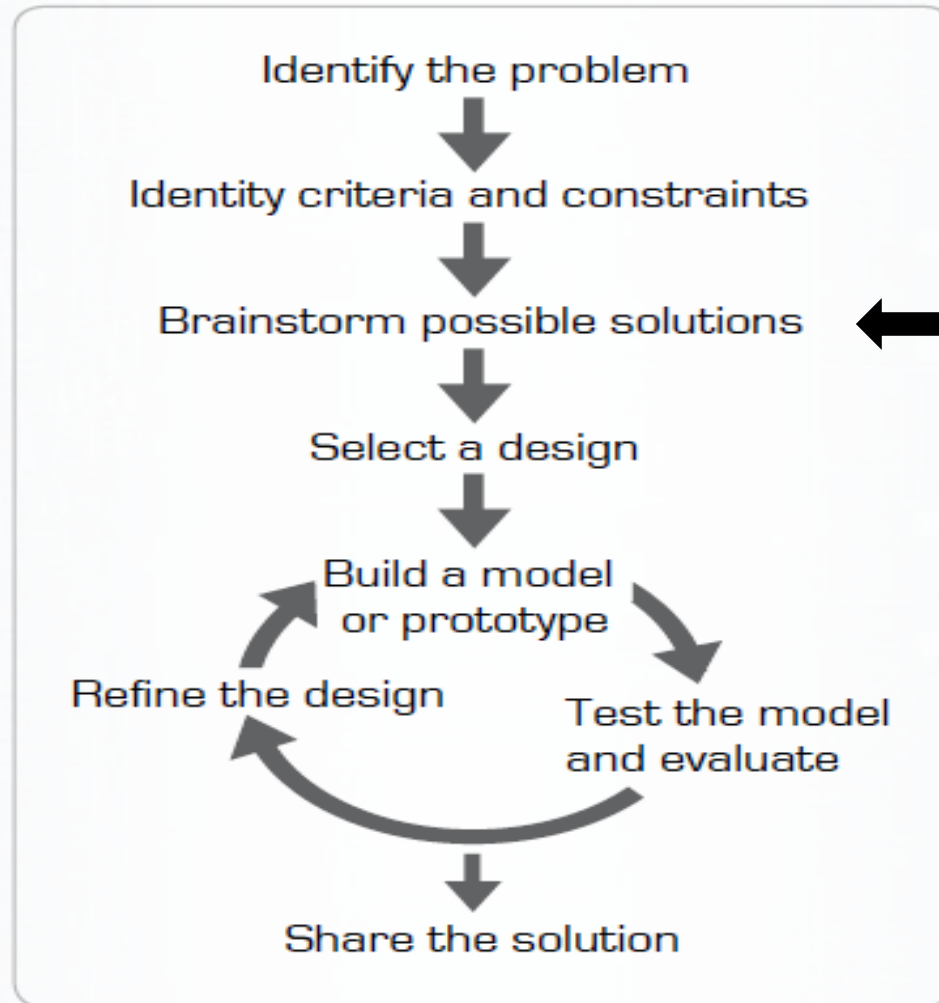 Identify the problem
Identity criteria and constraints
Brainstorm possible solutions
Select a design
Build a model
or prototype
Refine the design
Test the model
and evaluate
Share the solution